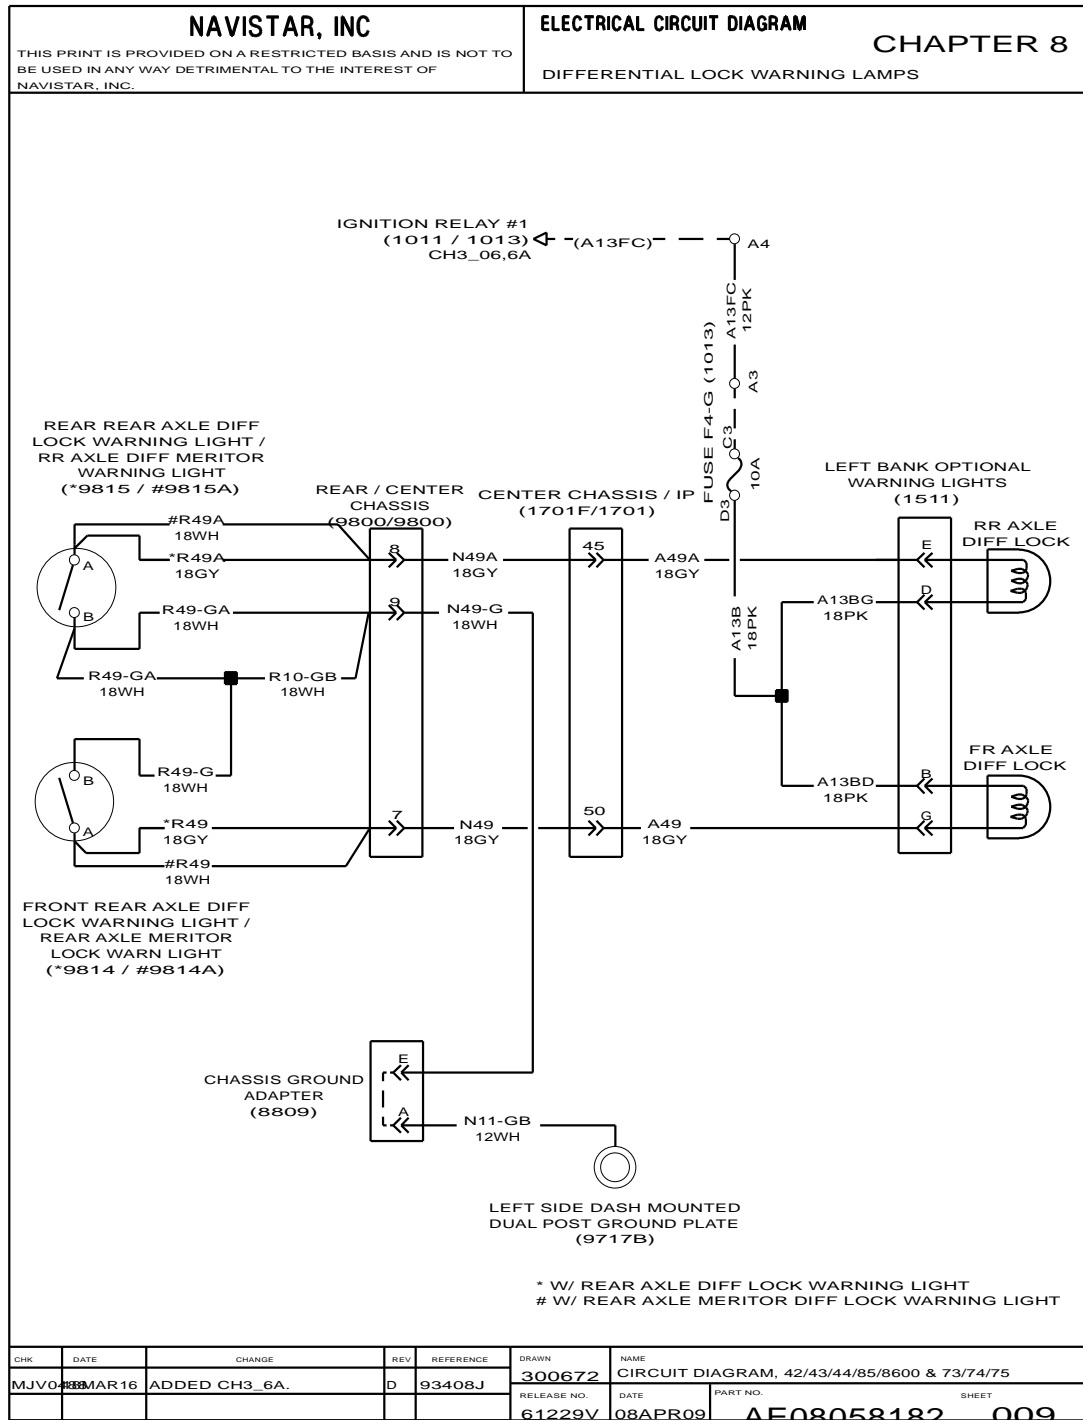 NAVISTAR, INC
THIS PRINT IS PROVIDED ON A RESTRICTED BASIS AND IS NOT TO
BE USED IN ANY WAY DETRIMENTAL TO THE INTEREST OF
NAVISTAR, INC.
ELECTRICAL CIRCUIT DIAGRAM
CHAPTER 8
DIFFERENTIAL LOCK WARNING LAMPS
IGNITION RELAY #1
(1011 / 1013)
CH3_06,6A
(A13FC)
A4
A13FC
12PK
A3
FUSE F4-G (1013)
C3
10A
D3
A13B
18PK
REAR REAR AXLE DIFF
LOCK WARNING LIGHT /
RR AXLE DIFF MERITOR
WARNING LIGHT
(*9815 / #9815A)
REAR / CENTER
CHASSIS
(9800/9800)
CENTER CHASSIS / IP
(1701F/1701)
LEFT BANK OPTIONAL
WARNING LIGHTS
(1511)
RR AXLE
DIFF LOCK
#R49A
18WH
*R49A
18GY
A
B
R49-GA
18WH
R49-GA
18WH
R10-GB
18WH
8
N49A
18GY
45
A49A
18GY
E
9
N49-G
18WH
D
A13BG
18PK
R49-G
18WH
B
A
*R49
18GY
#R49
18WH
7
N49
18GY
50
A49
18GY
A13BD
18PK
B
G
FR AXLE
DIFF LOCK
FRONT REAR AXLE DIFF
LOCK WARNING LIGHT /
REAR AXLE MERITOR
LOCK WARN LIGHT
(*9814 / #9814A)
CHASSIS GROUND
ADAPTER
(8809)
E
A
N11-GB
12WH
LEFT SIDE DASH MOUNTED
DUAL POST GROUND PLATE
(9717B)
* W/ REAR AXLE DIFF LOCK WARNING LIGHT
# W/ REAR AXLE MERITOR DIFF LOCK WARNING LIGHT
CHK DATE CHANGE REV REFERENCE
ADDED CH3_6A. D 93408J
DRAWN
300672
NAME
CIRCUIT DIAGRAM, 42/43/44/85/8600 & 73/74/75
RELEASE NO.
61229V
DATE
08APR09
PART NO.
AE08058182
SHEET
009